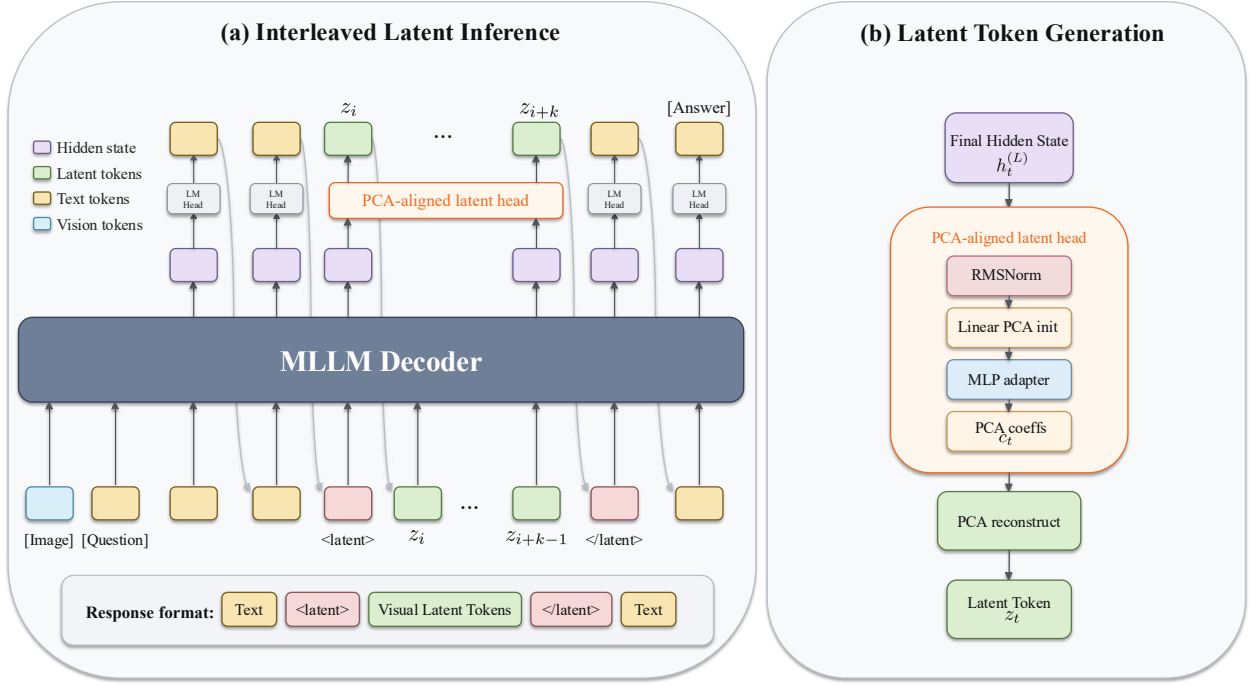 (a) Interleaved Latent Inference
z_i
...
z_{i+k}
[Answer]
Hidden state
Latent tokens
Text tokens
Vision tokens
LM
Head
LM
Head
PCA-aligned latent head
LM
Head
LM
Head
MLLM Decoder
...
[Image]
[Question]
<latent>
z_i
z_{i+k-1}
</latent>
Response format:
Text
<latent>
Visual Latent Tokens
</latent>
Text
(b) Latent Token Generation
Final Hidden State
h_t^{(L)}
PCA-aligned latent head
RMSNorm
Linear PCA init
MLP adapter
PCA coeffs
c_t
PCA reconstruct
Latent Token
z_t